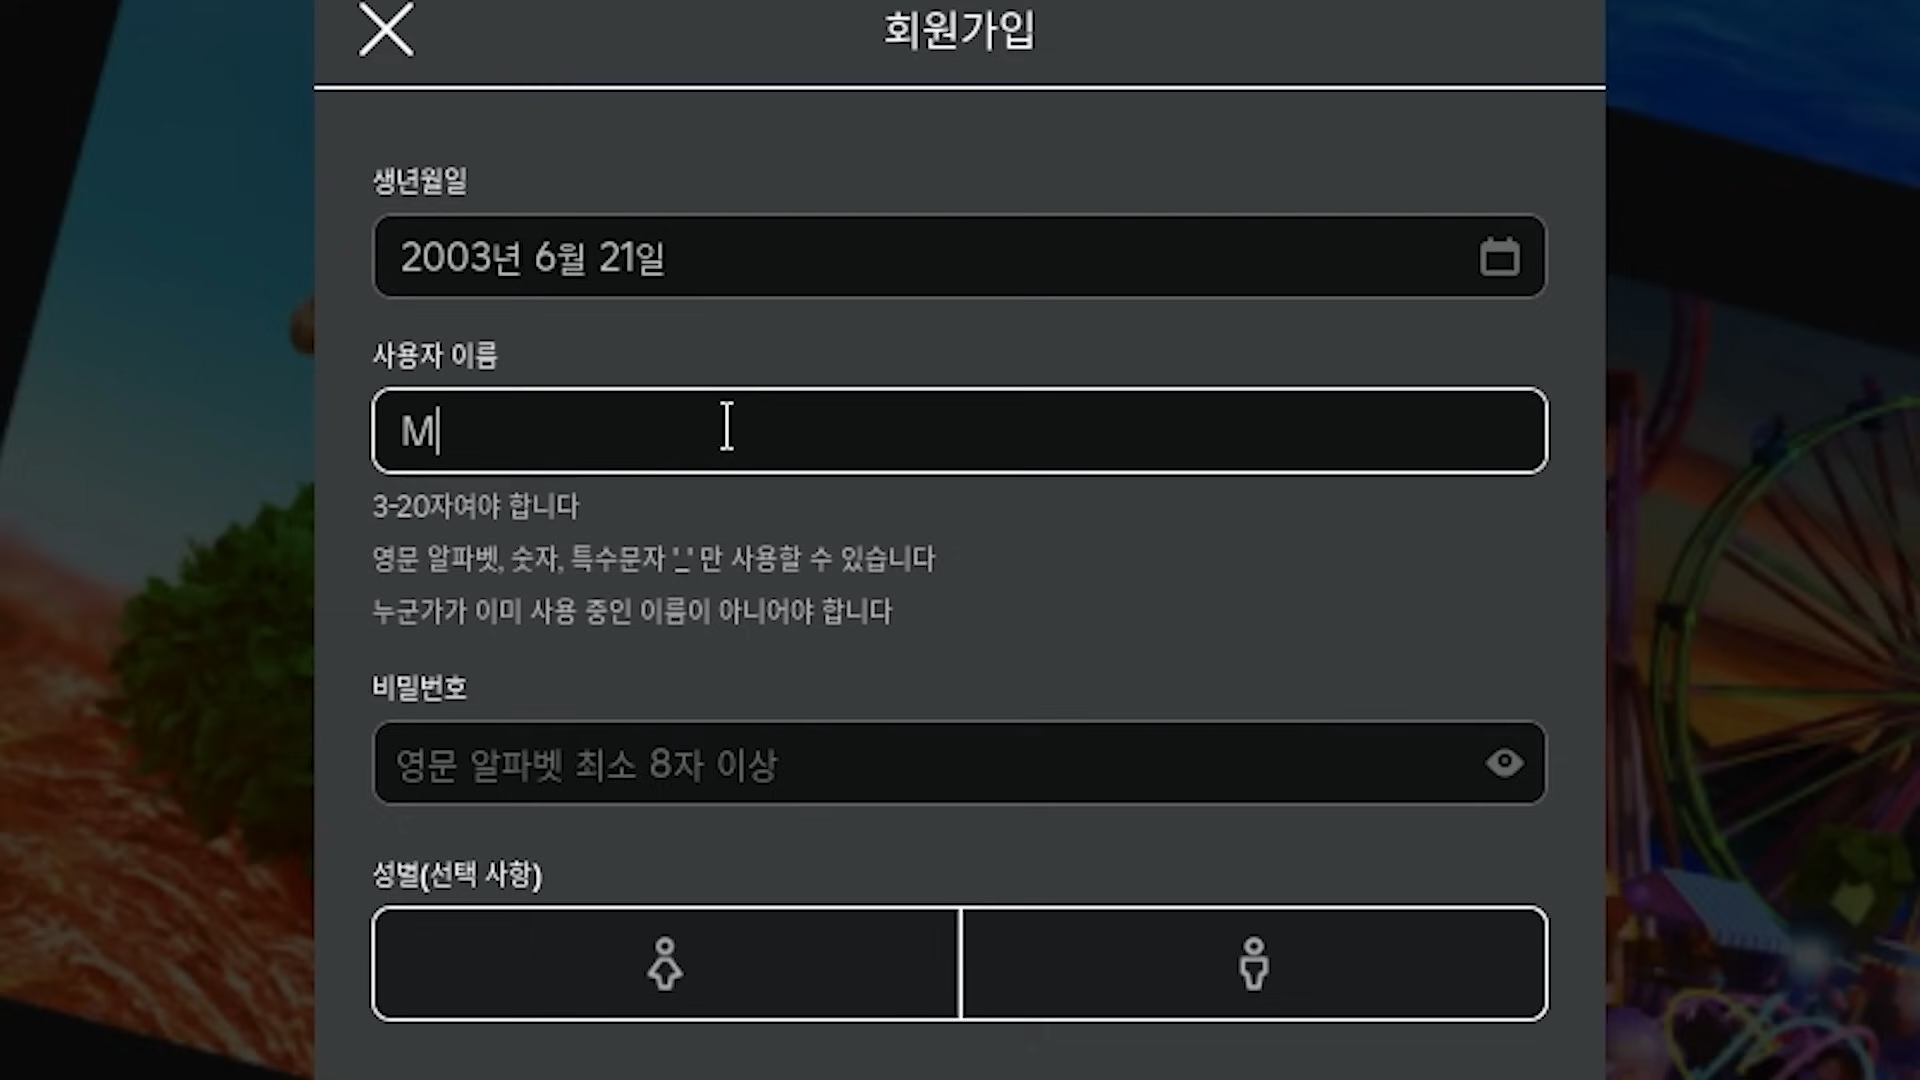 회원가입
생년월일
2003년 6월 21일
사용자 이름
M
3-20자여야 합니다
영문 알파벳, 숫자, 특수문자 '_' 만 사용할 수 있습니다
누군가가 이미 사용 중인 이름이 아니어야 합니다
비밀번호
영문 알파벳 최소 8자 이상
성별(선택 사항)